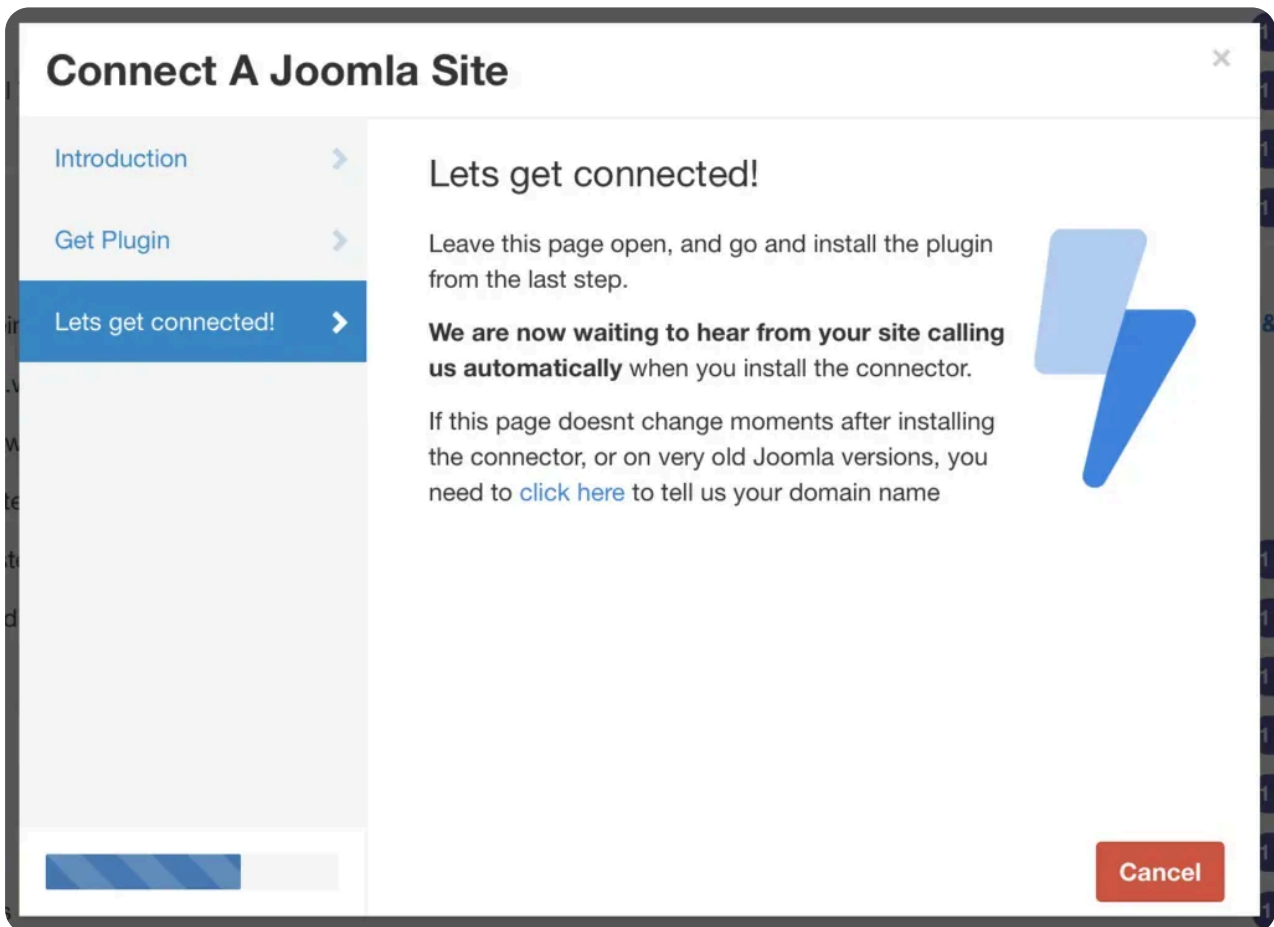 Connect A Joomla Site
×
Introduction
Get Plugin
Lets get connected!
Lets get connected!
Leave this page open, and go and install the plugin
from the last step.
We are now waiting to hear from your site calling
us automatically when you install the connector.
If this page doesnt change moments after installing
the connector, or on very old Joomla versions, you
need to click here to tell us your domain name
Cancel